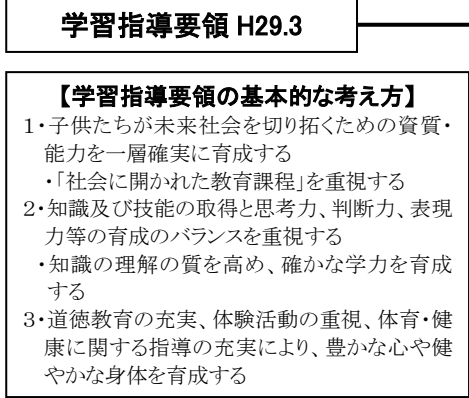 学習指導要領 H29.3
【学習指導要領の基本的な考え方】
1・子供たちが未来社会を切り拓くための資質・
能力を一層確実に育成する
・「社会に開かれた教育課程」を重視する
2・知識及び技能の取得と思考力、判断力、表現
力等の育成のバランスを重視する
・知識の理解の質を高め、確かな学力を育成
する
3・道徳教育の充実、体験活動の重視、体育・健
康に関する指導の充実により、豊かな心や健
やかな身体を育成する